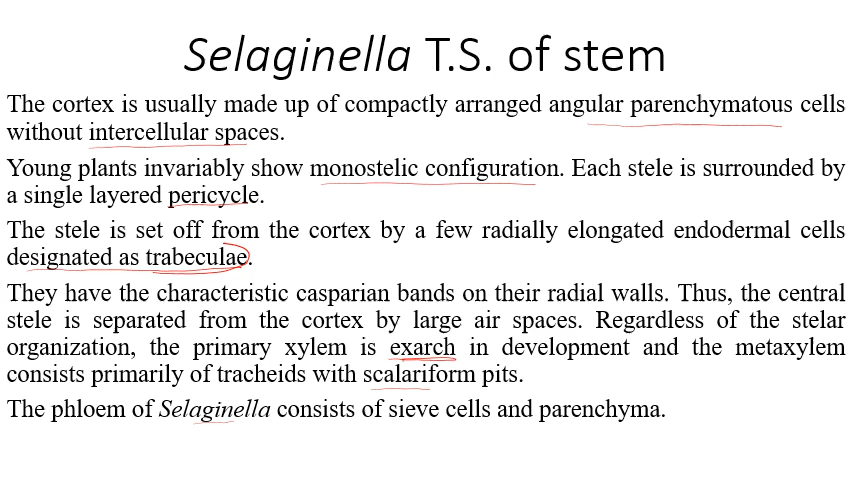 Selaginella T.S. of stem
The cortex is usually made up of compactly arranged angular parenchymatous cells
without intercellular spaces.
Young plants invariably show monostelic configuration. Each stele is surrounded by
a single layered pericycle.
The stele is set off from the cortex by a few radially elongated endodermal cells
designated as trabeculae.
They have the characteristic casparian bands on their radial walls. Thus, the central
stele is separated from the cortex by large air spaces. Regardless of the stelar
organization, the primary xylem is exarch in development and the metaxylem
consists primarily of tracheids with scalariform pits.
The phloem of Selaginella consists of sieve cells and parenchyma.